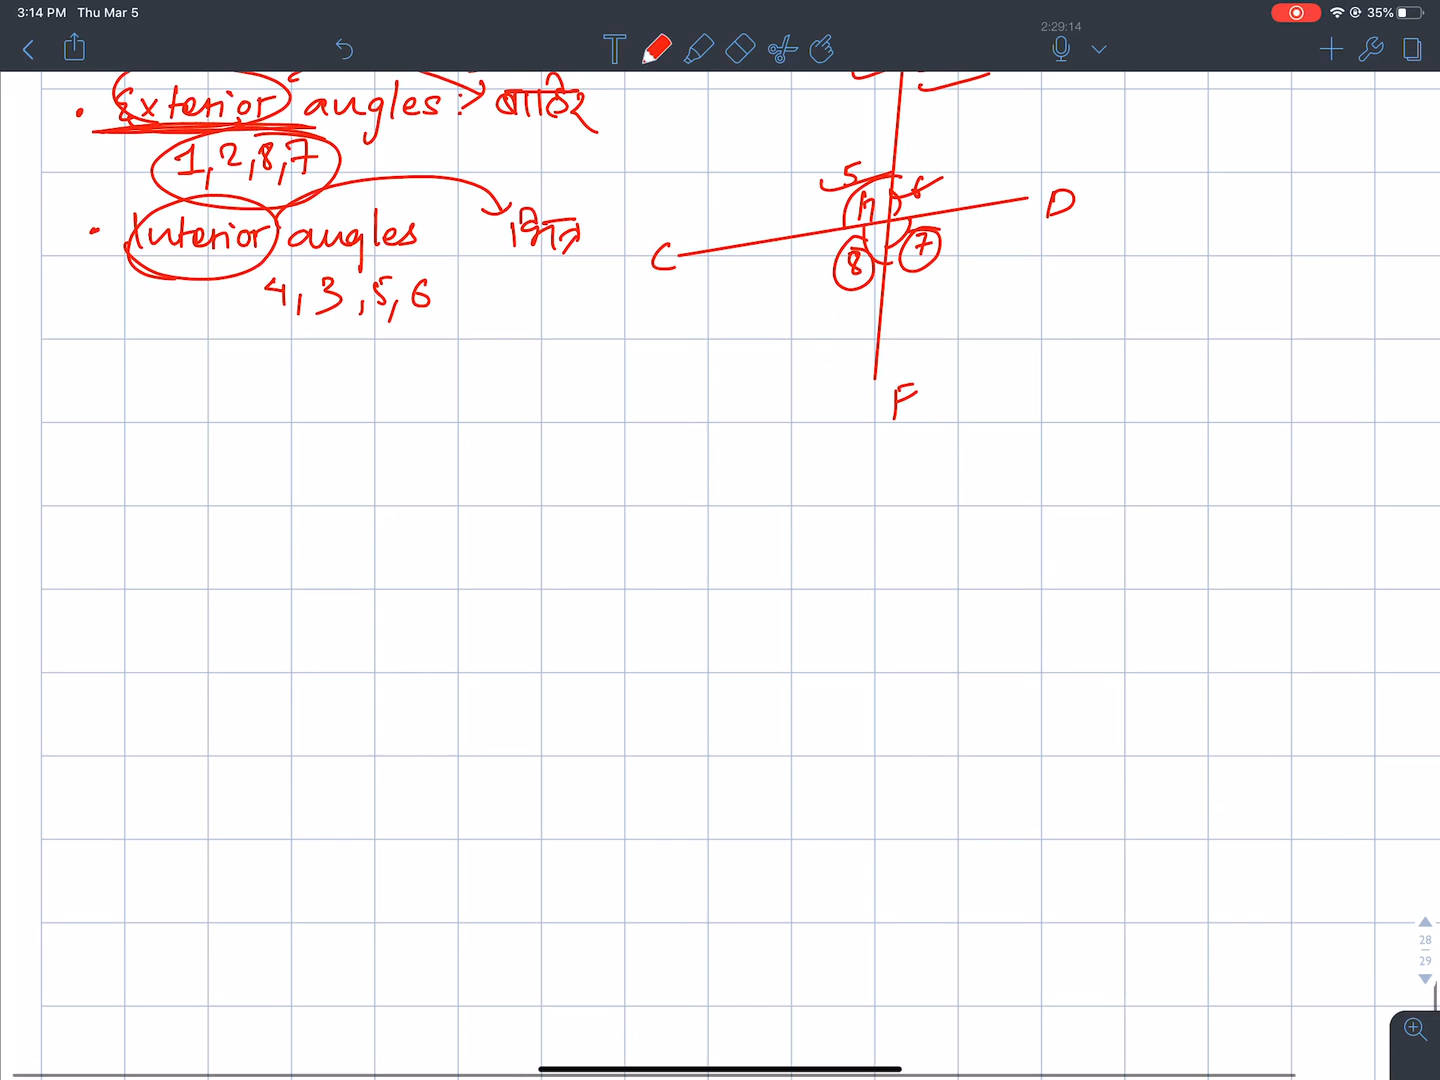 3:14 PM Thu Mar 5
35%
2:29:14
T
• Exterior angles :→ বাহির
1, 2, 8, 7
• Interior angles
4, 3, 5, 6
5
6
D
C
8
7
F
28
29